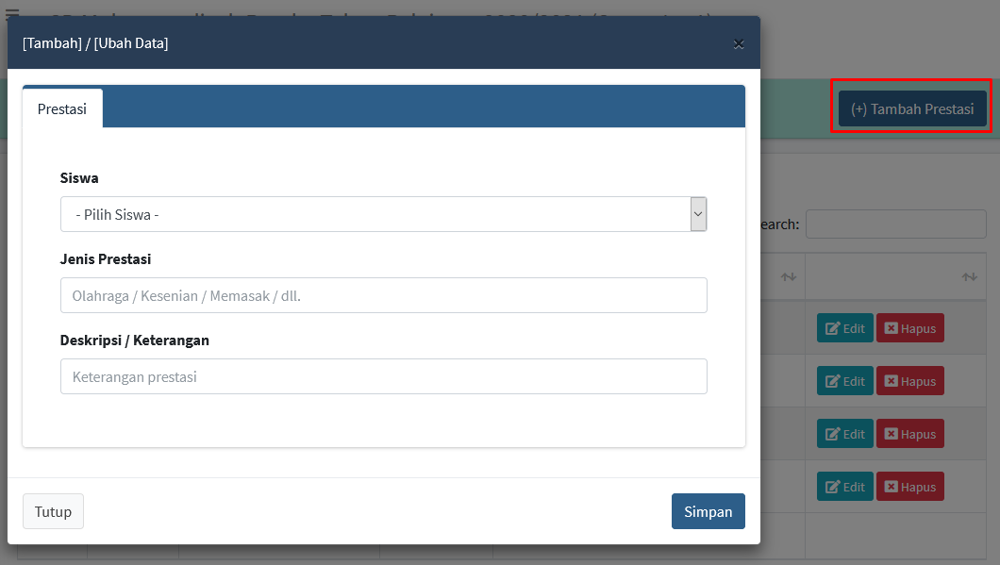 [Tambah] / [Ubah Data]
×
Prestasi
(+) Tambah Prestasi
Siswa
- Pilih Siswa -
earch:
Jenis Prestasi
Olahraga / Kesenian / Memasak / dll.
Deskripsi / Keterangan
Keterangan prestasi
Edit Hapus
Edit Hapus
Edit Hapus
Edit Hapus
Tutup
Simpan